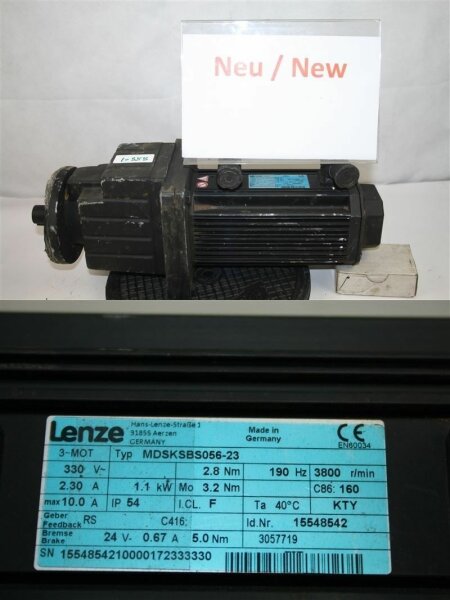 Neu / New
Lenze Hans-Lenze-Straße 1 Made in CE
31855 Aerzen Germany
GERMANY EN60034
3~MOT Typ MDSKSBS056-23
330 V~ 2.8 Nm 190 Hz 3800 r/min
2.30 A 1.1 kW Mo 3.2 Nm C86: 160
max 10.0 A IP 54 I.CL. F Ta 40°C KTY
Geber Feedback RS C416: Id.Nr. 15548542
Bremse Brake 24 V⎓ 0.67 A 5.0 Nm 3057719
SN 1554854210000172333330